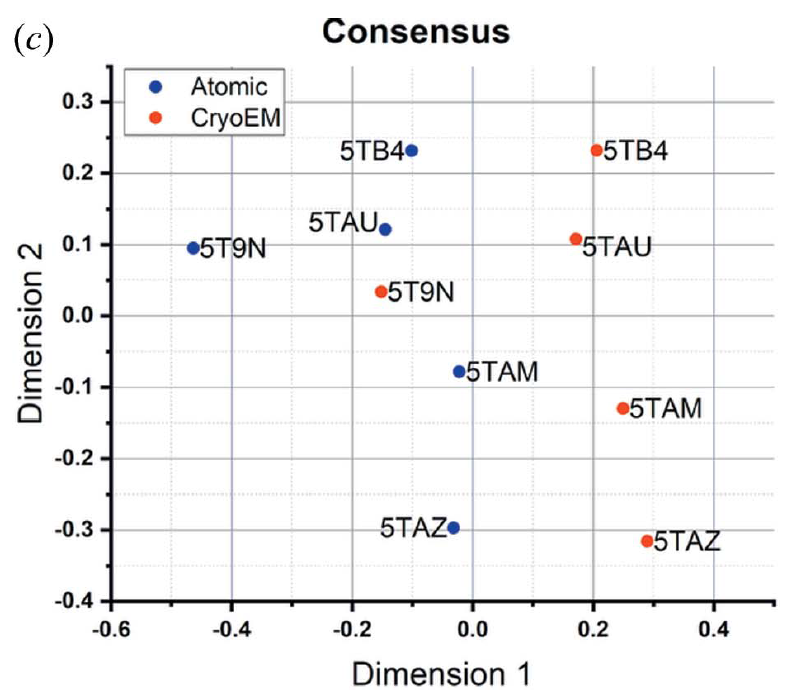 (c)
Consensus
Atomic
CryoEM
5TB4
5TB4
5TAU
5TAU
5T9N
5T9N
5TAM
5TAM
5TAZ
5TAZ
0.3
0.2
0.1
0.0
-0.1
-0.2
-0.3
-0.4
Dimension 2
-0.6
-0.4
-0.2
0.0
0.2
0.4
Dimension 1